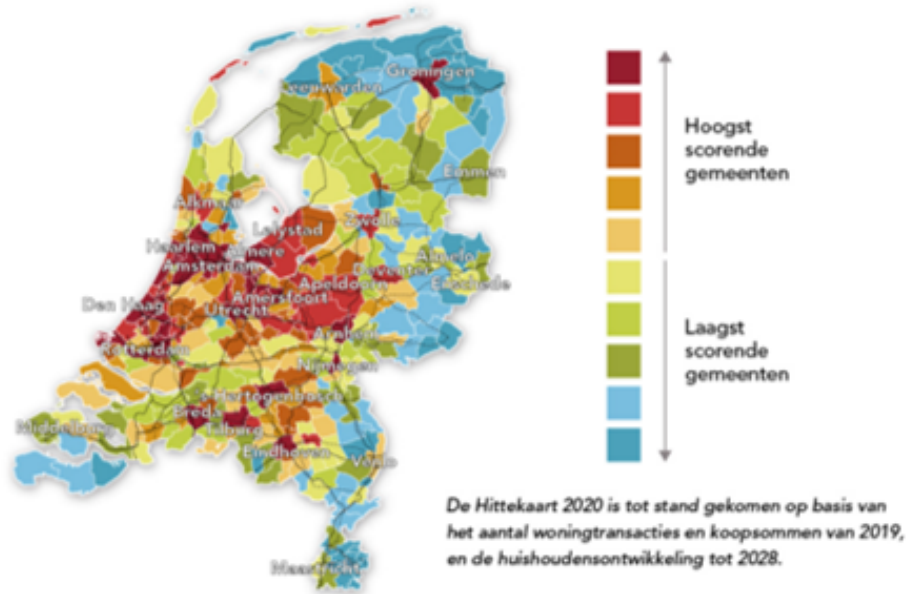 Groningen
Leeuwarden
Emmen
Alkmaar
Zwolle
Lelystad
Haarlem
Almere
Almelo
Amsterdam
Deventer
Enschede
Apeldoorn
Amersfoort
Den Haag
Utrecht
Arnhem
Rotterdam
Nijmegen
's Hertogenbosch
Breda
Middelburg
Tilburg
Eindhoven
Venlo
Maastricht
Hoogst
scorende
gemeenten
Laagst
scorende
gemeenten
De Hittekaart 2020 is tot stand gekomen op basis van
het aantal woningtransacties en koopsommen van 2019,
en de huishoudensontwikkeling tot 2028.